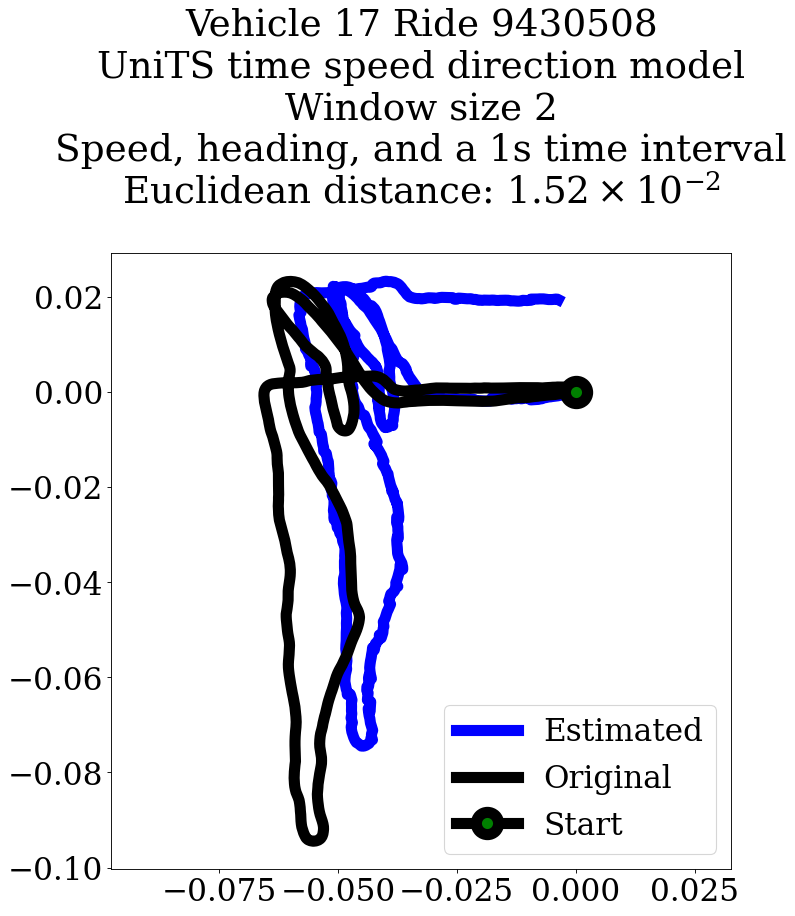 Vehicle 17 Ride 9430508
UniTS time speed direction model
Window size 2
Speed, heading, and a 1s time interval
Euclidean distance: 1.52 × 10⁻²
0.02
0.00
−0.02
−0.04
−0.06
−0.08
−0.10
Estimated
Original
Start
−0.075 −0.050 −0.025 0.000 0.025